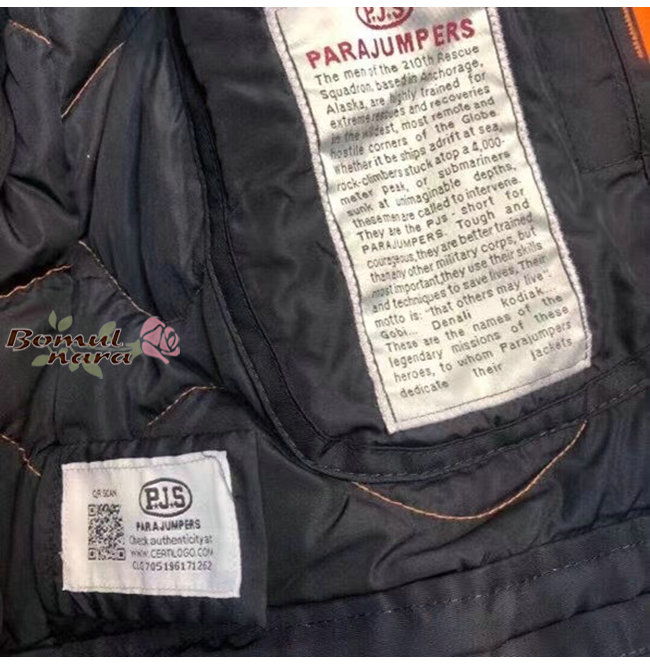 P.J.S
PARAJUMPERS
The men of the 210th Rescue
Squadron, based in Anchorage,
Alaska, are highly trained for
extreme rescues and recoveries
in the wildest, most remote and
hostile corners of the Globe
whether it be ships adrift at sea,
rock-climbers stuck atop a 4,000-
meter peak, or submariners
sunk at unimaginable depths,
these men are called to intervene.
They are the PJs - short for
PARAJUMPERS. Tough and
courageous, they are better trained
than any other military corps, but
most important, they use their skills
and techniques to save lives. Their
motto is: "that others may live".
Gobi... Denali Kodiak...
These are the names of the
legendary missions of these
heroes, to whom Parajumpers
dedicate their jackets
Bomul
nara
QR SCAN
P.J.S
PARAJUMPERS
Check authenticity at
WWW.CERTILOGO.COM
CLG 705196171262